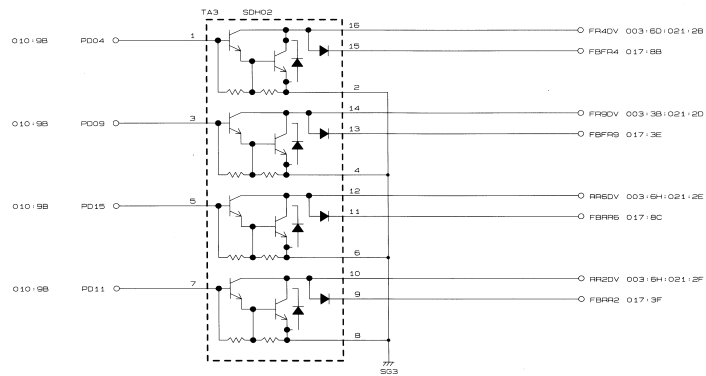 TA3 SDH02
16
FR4DV 003:6D:021:2B
010:9B PD04 1
15
FBFR4 017:8B
2
14
FR9DV 003:3B:021:2D
010:9B PD09 3
13
FBFR9 017:3E
4
12
RR6DV 003:6H:021:2E
010:9B PD15 5
11
FBRR6 017:8C
6
10
RR2DV 003:6H:021:2F
010:9B PD11 7
9
FBRR2 017:3F
8
SG3